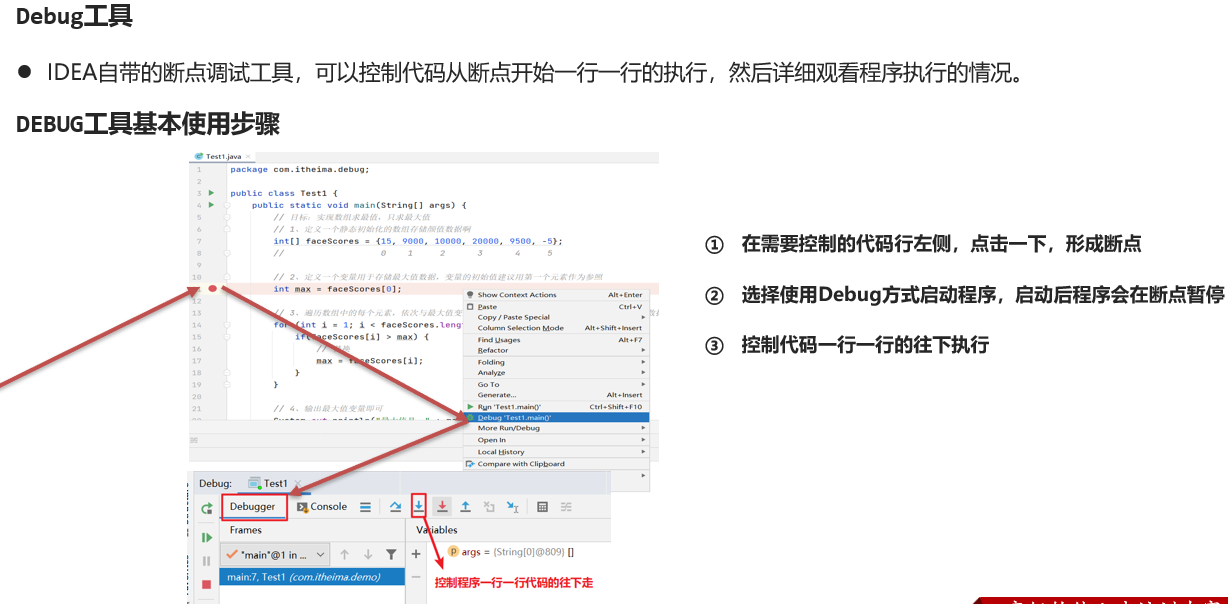 Debug工具
● IDEA自带的断点调试工具，可以控制代码从断点开始一行一行的执行，然后详细观看程序执行的情况。
DEBUG工具基本使用步骤
Test1.java
1 package com.itheima.debug;
2
3 public class Test1 {
4 public static void main(String[] args) {
5 // 目标：实现数组求最值，只求最大值
6 // 1、定义一个静态初始化的数组存储颜值数据啊
7 int[] faceScores = {15, 9000, 10000, 20000, 9500, -5};
8 // 0 1 2 3 4 5
9
10 // 2、定义一个变量用于存储最大值数据，变量的初始值建议用第一个元素作为参照
int max = faceScores[0];
12
13 // 3、遍历数组中的每个元素，依次与最大值变
14 for (int i = 1; i < faceScores.lengt
15 if(faceScores[i] > max) {
16 //
17 max = faceScores[i];
18 }
19 }
20
21 // 4、输出最大值变量即可
Show Context Actions Alt+Enter
Paste Ctrl+V
Copy / Paste Special
Column Selection Mode Alt+Shift+Insert
Find Usages Alt+F7
Refactor
Folding
Analyze
Go To
Generate... Alt+Insert
Run 'Test1.main()' Ctrl+Shift+F10
Debug 'Test1.main()'
More Run/Debug
Open In
Local History
Compare with Clipboard
① 在需要控制的代码行左侧，点击一下，形成断点
② 选择使用Debug方式启动程序，启动后程序会在断点暂停
③ 控制代码一行一行的往下执行
Debug: Test1
Debugger Console
Frames Variables
"main"@1 in ...
args = {String[0]@809} []
main:7, Test1 (com.itheima.demo)
控制程序一行一行代码的往下走